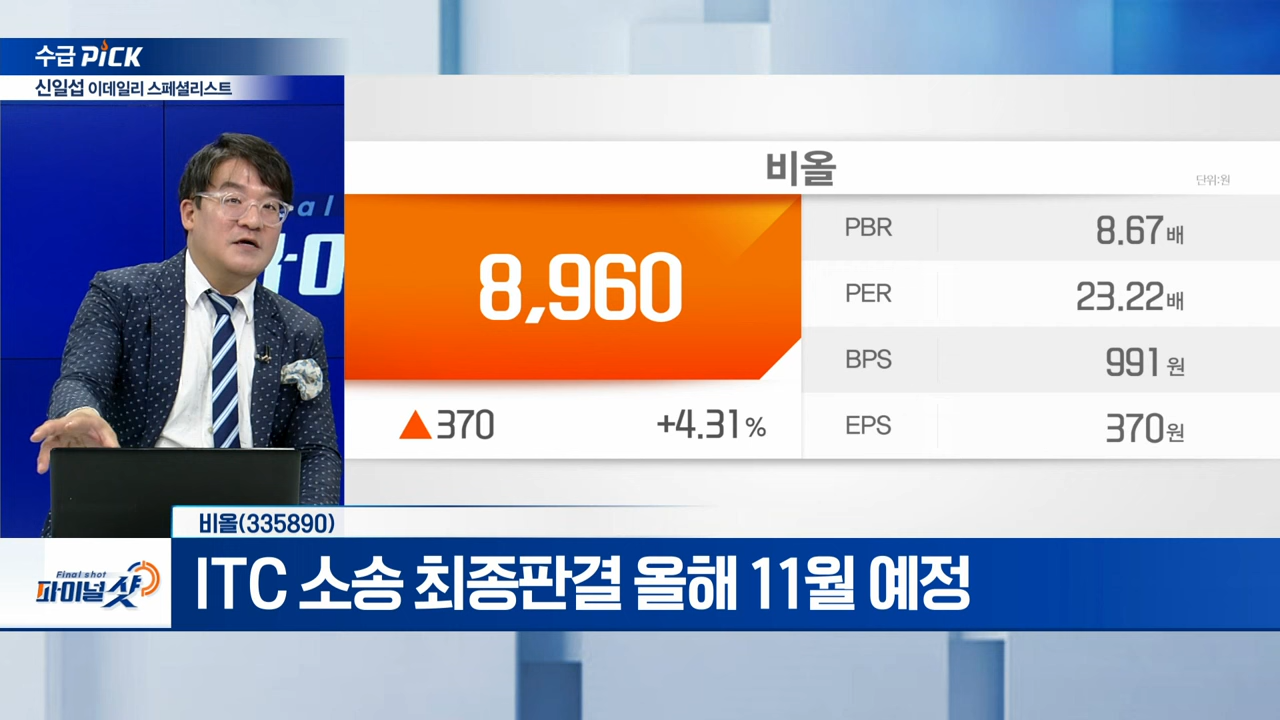 수급 PiCK
신일섭 이데일리 스페셜리스트
비올
단위:원
8,960
▲370 +4.31%
PBR 8.67배
PER 23.22배
BPS 991원
EPS 370원
비올(335890)
Final shot
파이널샷
ITC 소송 최종판결 올해 11월 예정